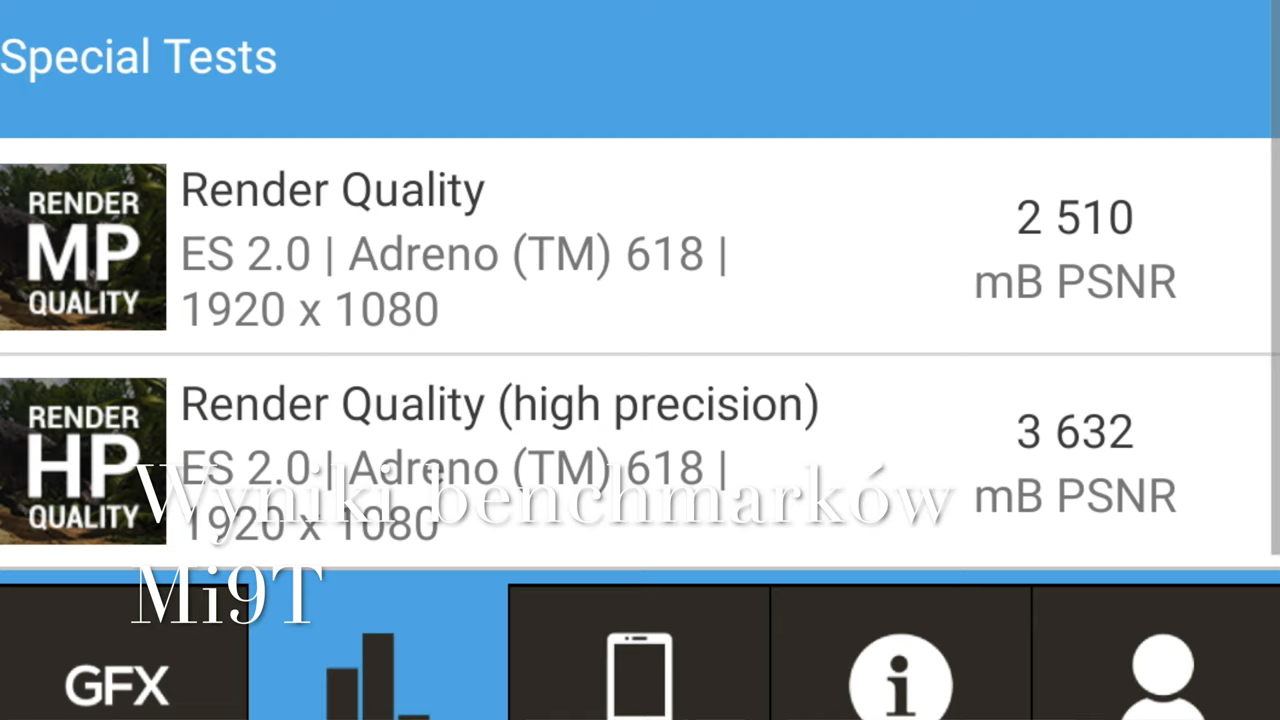 Special Tests
RENDER
MP
QUALITY
Render Quality
ES 2.0 | Adreno (TM) 618 |
1920 x 1080
2 510
mB PSNR
RENDER
HP
QUALITY
Render Quality (high precision)
ES 2.0 | Adreno (TM) 618 |
1920 x 1080
3 632
mB PSNR
Wyniki benchmarków
Mi9T
GFX